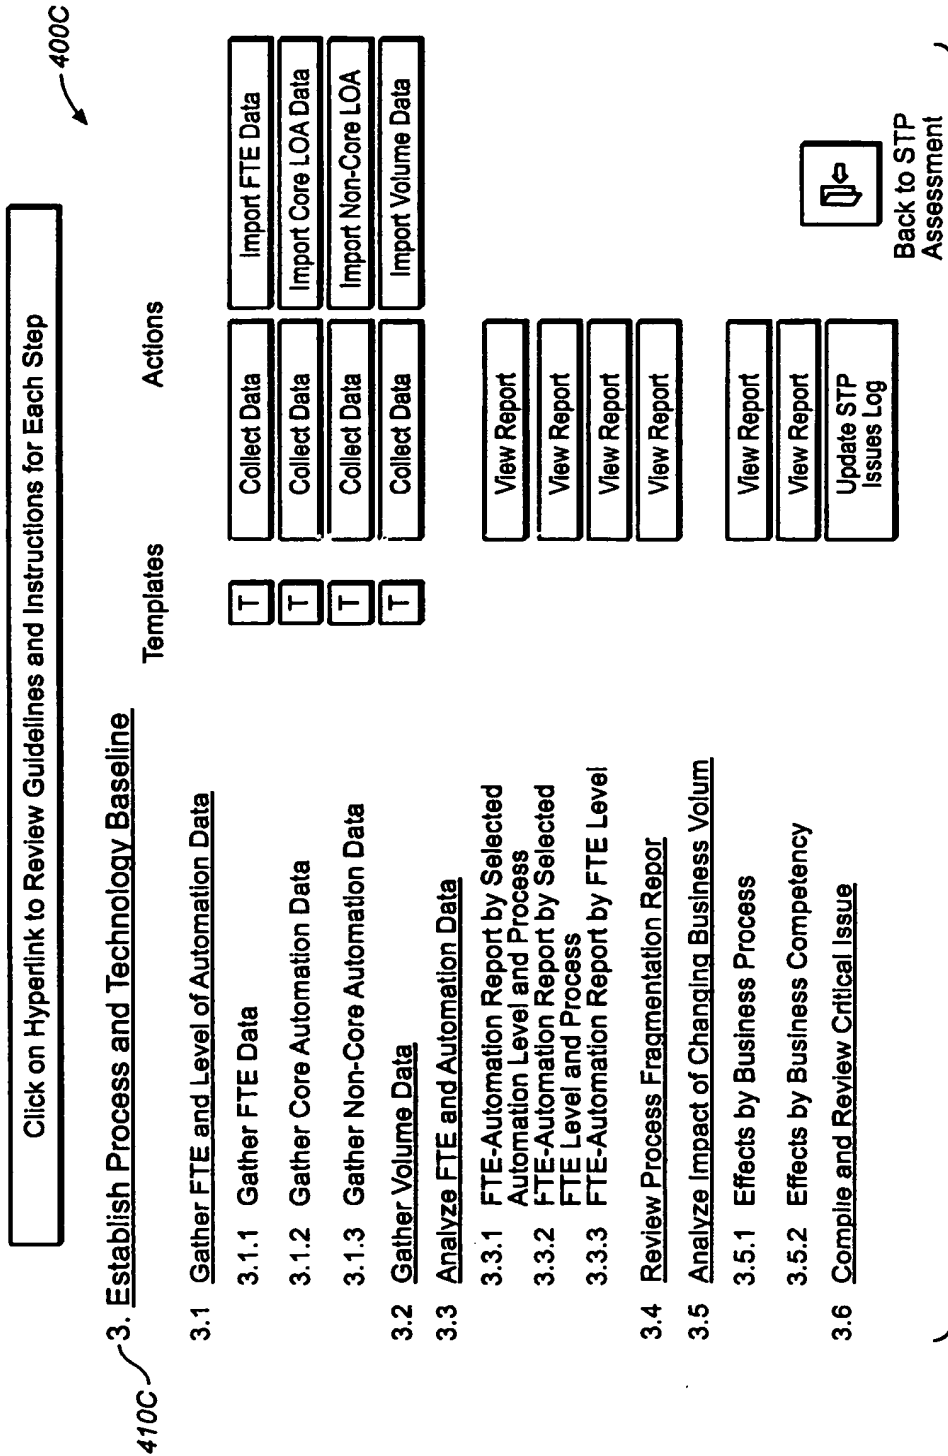 400C
Click on Hyperlink to Review Guidelines and Instructions for Each Step
410C
3. Establish Process and Technology Baseline
Templates
Actions
3.1 Gather FTE and Level of Automation Data
3.1.1 Gather FTE Data
T
Collect Data
Import FTE Data
3.1.2 Gather Core Automation Data
T
Collect Data
Import Core LOA Data
3.1.3 Gather Non-Core Automation Data
T
Collect Data
Import Non-Core LOA
3.2 Gather Volume Data
T
Collect Data
Import Volume Data
3.3 Analyze FTE and Automation Data
3.3.1 FTE-Automation Report by Selected
Automation Level and Process
View Report
3.3.2 FTE-Automation Report by Selected
FTE Level and Process
View Report
3.3.3 FTE-Automation Report by FTE Level
View Report
3.4 Review Process Fragmentation Repor
View Report
3.5 Analyze Impact of Changing Business Volum
3.5.1 Effects by Business Process
View Report
3.5.2 Effects by Business Competency
View Report
3.6 Complie and Review Critical Issue
Update STP
Issues Log
Back to STP
Assessment